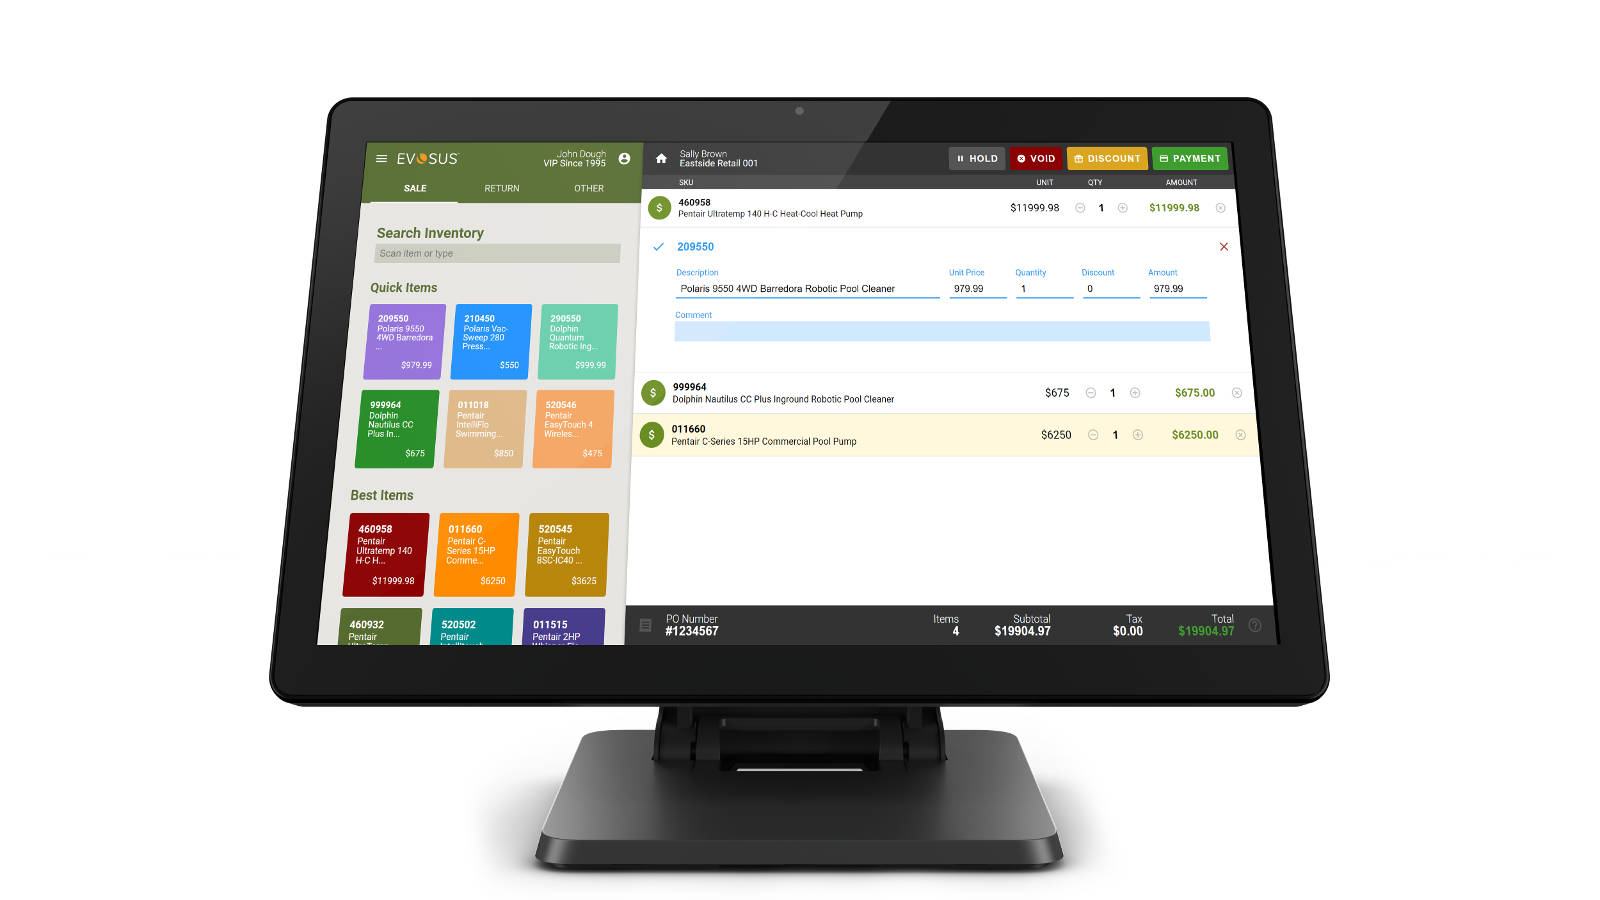 EVOSUS
John Dough
VIP Since 1995
SALE
RETURN
OTHER
Search Inventory
Scan item or type
Quick Items
209550
Polaris 9550
4WD Barredora
...
$979.99
210450
Polaris Vac-
Sweep 280
Press...
$550
290550
Dolphin
Quantum
Robotic Ing...
$999.99
999964
Dolphin
Nautilus CC
Plus In...
$675
011018
Pentair
IntelliFlo
Swimming...
$850
520546
Pentair
EasyTouch 4
Wireles...
$475
Best Items
460958
Pentair
Ultratemp 140
H-C H...
$11999.98
011660
Pentair C-
Series 15HP
Comme...
$6250
520545
Pentair
EasyTouch
8SC-IC40 ...
$3625
460932
Pentair
520502
Pentair
011515
Pentair 2HP
Sally Brown
Eastside Retail 001
HOLD
VOID
DISCOUNT
PAYMENT
SKU UNIT QTY AMOUNT
460958
Pentair Ultratemp 140 H-C Heat-Cool Heat Pump
$11999.98 1 $11999.98
209550
Description Unit Price Quantity Discount Amount
Polaris 9550 4WD Barredora Robotic Pool Cleaner 979.99 1 0 979.99
Comment
999964
Dolphin Nautilus CC Plus Inground Robotic Pool Cleaner
$675 1 $675.00
011660
Pentair C-Series 15HP Commercial Pool Pump
$6250 1 $6250.00
PO Number Items Subtotal Tax Total
#1234567 4 $19904.97 $0.00 $19904.97